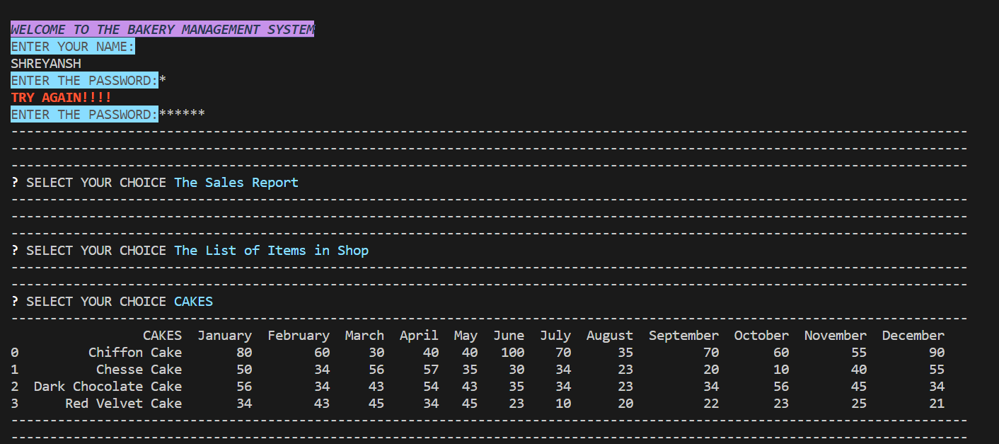 WELCOME TO THE BAKERY MANAGEMENT SYSTEM
ENTER YOUR NAME:
SHREYANSH
ENTER THE PASSWORD:*
TRY AGAIN!!!!
ENTER THE PASSWORD:******
---------------------------------------------------------------------------------------------------------------------------
---------------------------------------------------------------------------------------------------------------------------
---------------------------------------------------------------------------------------------------------------------------
? SELECT YOUR CHOICE The Sales Report
---------------------------------------------------------------------------------------------------------------------------
---------------------------------------------------------------------------------------------------------------------------
---------------------------------------------------------------------------------------------------------------------------
? SELECT YOUR CHOICE The List of Items in Shop
---------------------------------------------------------------------------------------------------------------------------
---------------------------------------------------------------------------------------------------------------------------
? SELECT YOUR CHOICE CAKES
---------------------------------------------------------------------------------------------------------------------------
                 CAKES  January  February  March  April  May  June  July  August  September  October  November  December
0         Chiffon Cake       80        60     30     40   40   100    70      35         70       60        55        90
1          Chesse Cake       50        34     56     57   35    30    34      23         20       10        40        55
2  Dark Chocolate Cake       56        34     43     54   43    35    34      23         34       56        45        34
3      Red Velvet Cake       34        43     45     34   45    23    10      20         22       23        25        21
---------------------------------------------------------------------------------------------------------------------------
---------------------------------------------------------------------------------------------------------------------------